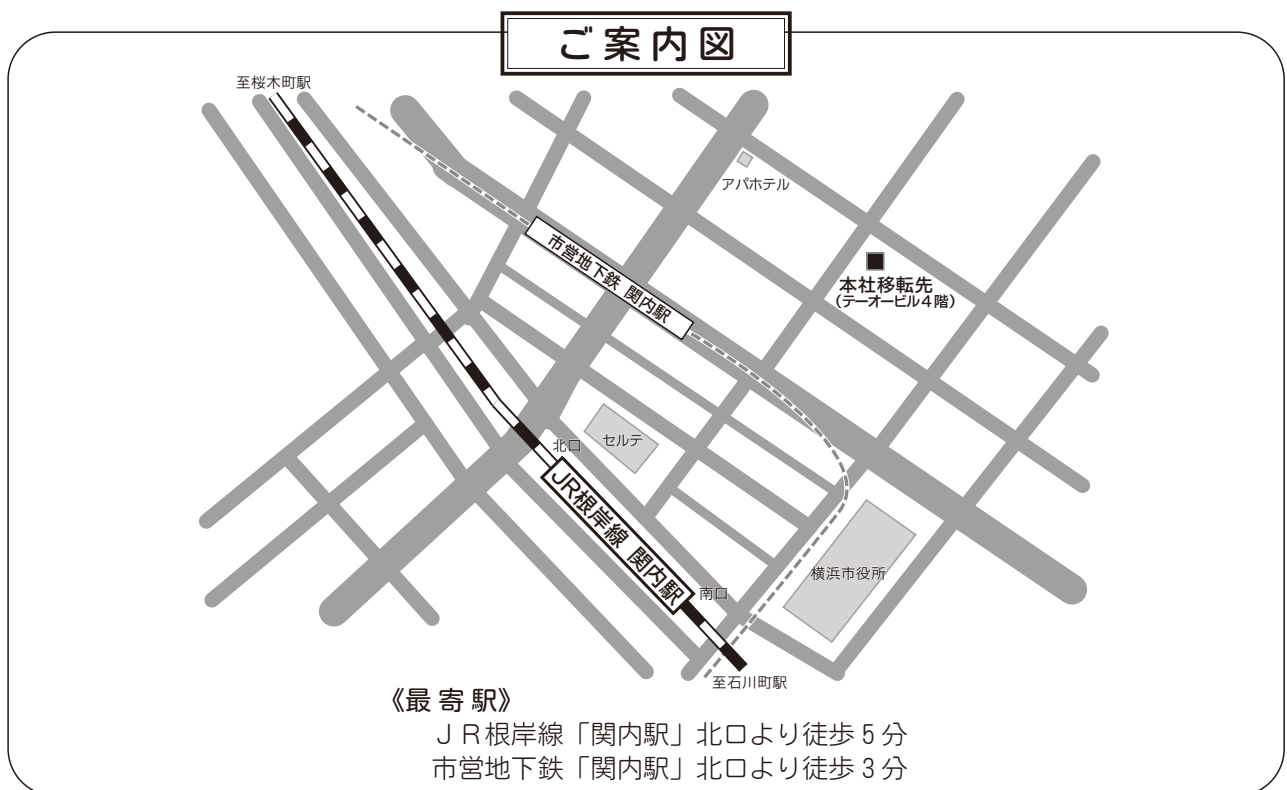 ご案内図
至桜木町駅
アパホテル
市営地下鉄 関内駅
本社移転先
(テーオービル4階)
北口
セルテ
JR根岸線 関内駅
南口
横浜市役所
至石川町駅
《最寄駅》
ＪＲ根岸線「関内駅」北口より徒歩5分
市営地下鉄「関内駅」北口より徒歩3分